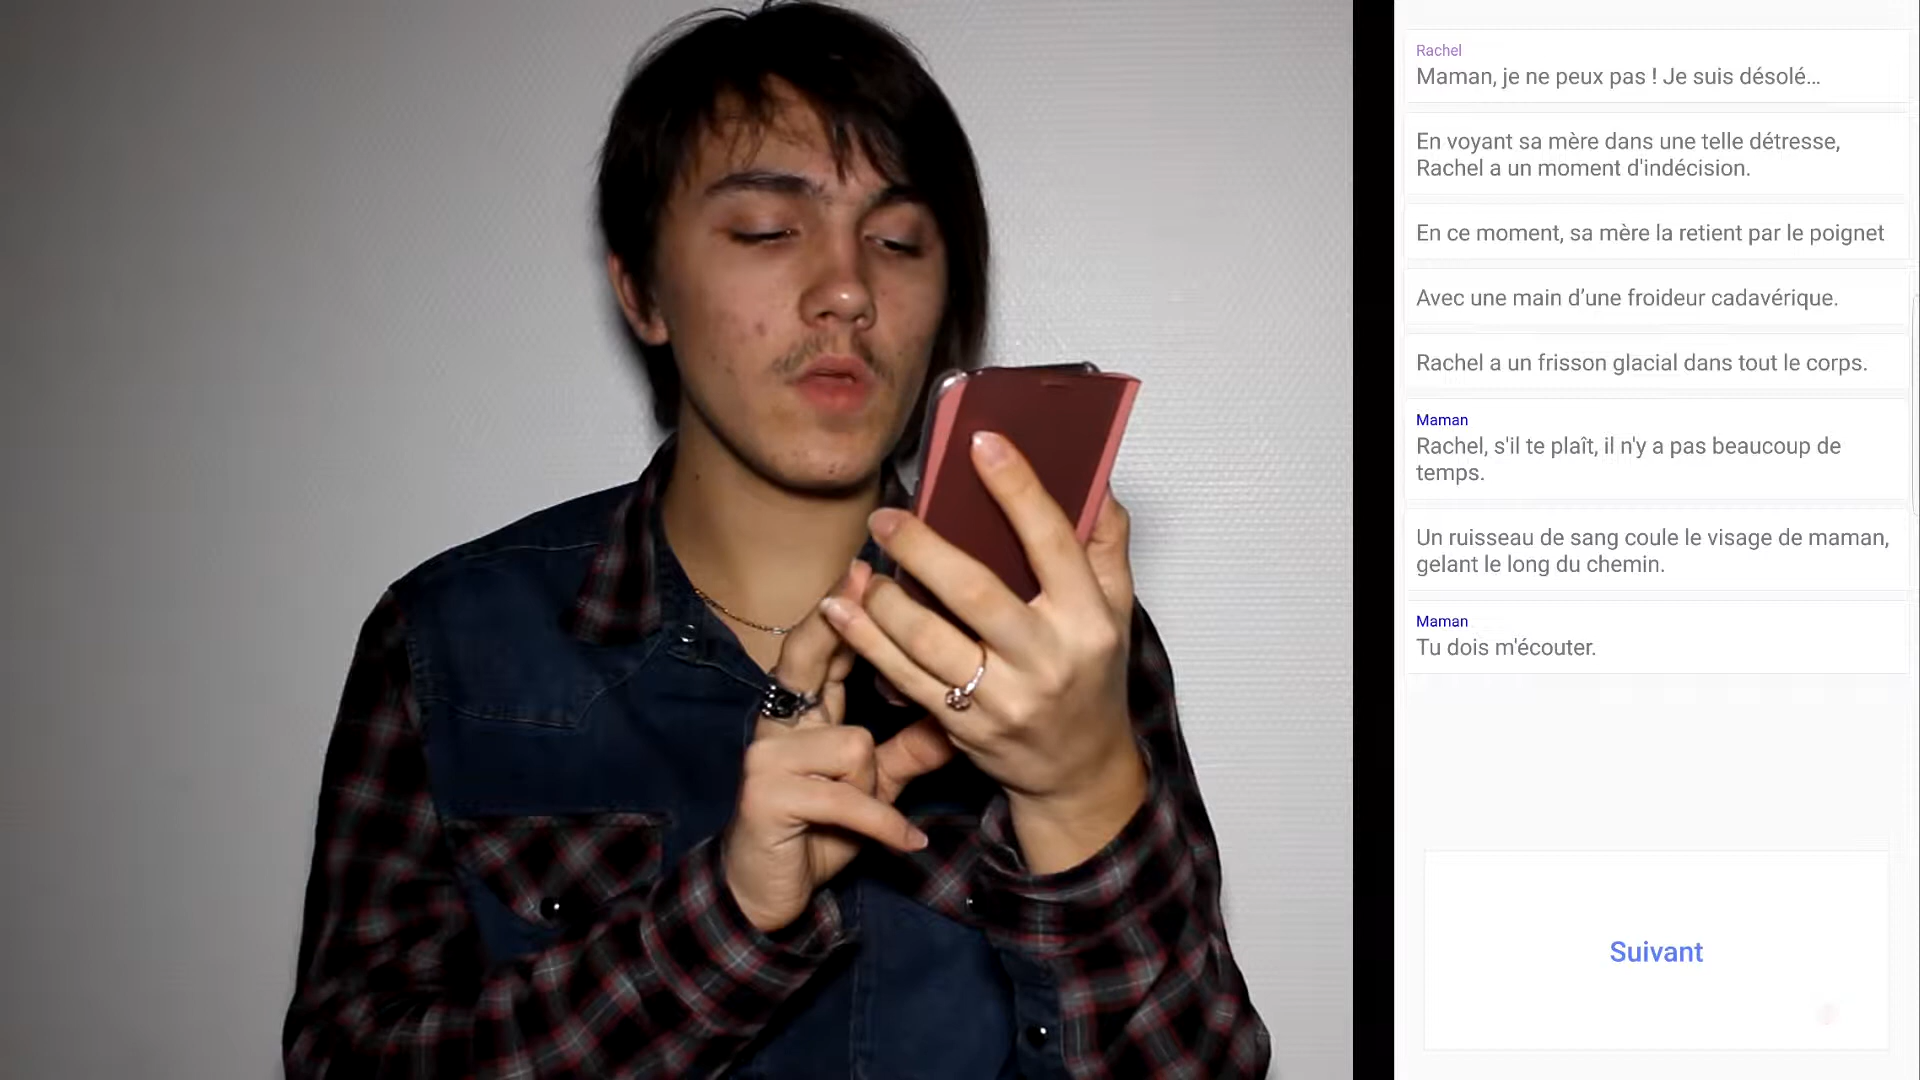 Rachel
Maman, je ne peux pas ! Je suis désolé…
En voyant sa mère dans une telle détresse,
Rachel a un moment d'indécision.
En ce moment, sa mère la retient par le poignet
Avec une main d’une froideur cadavérique.
Rachel a un frisson glacial dans tout le corps.
Maman
Rachel, s'il te plaît, il n'y a pas beaucoup de
temps.
Un ruisseau de sang coule le visage de maman,
gelant le long du chemin.
Maman
Tu dois m'écouter.
Suivant